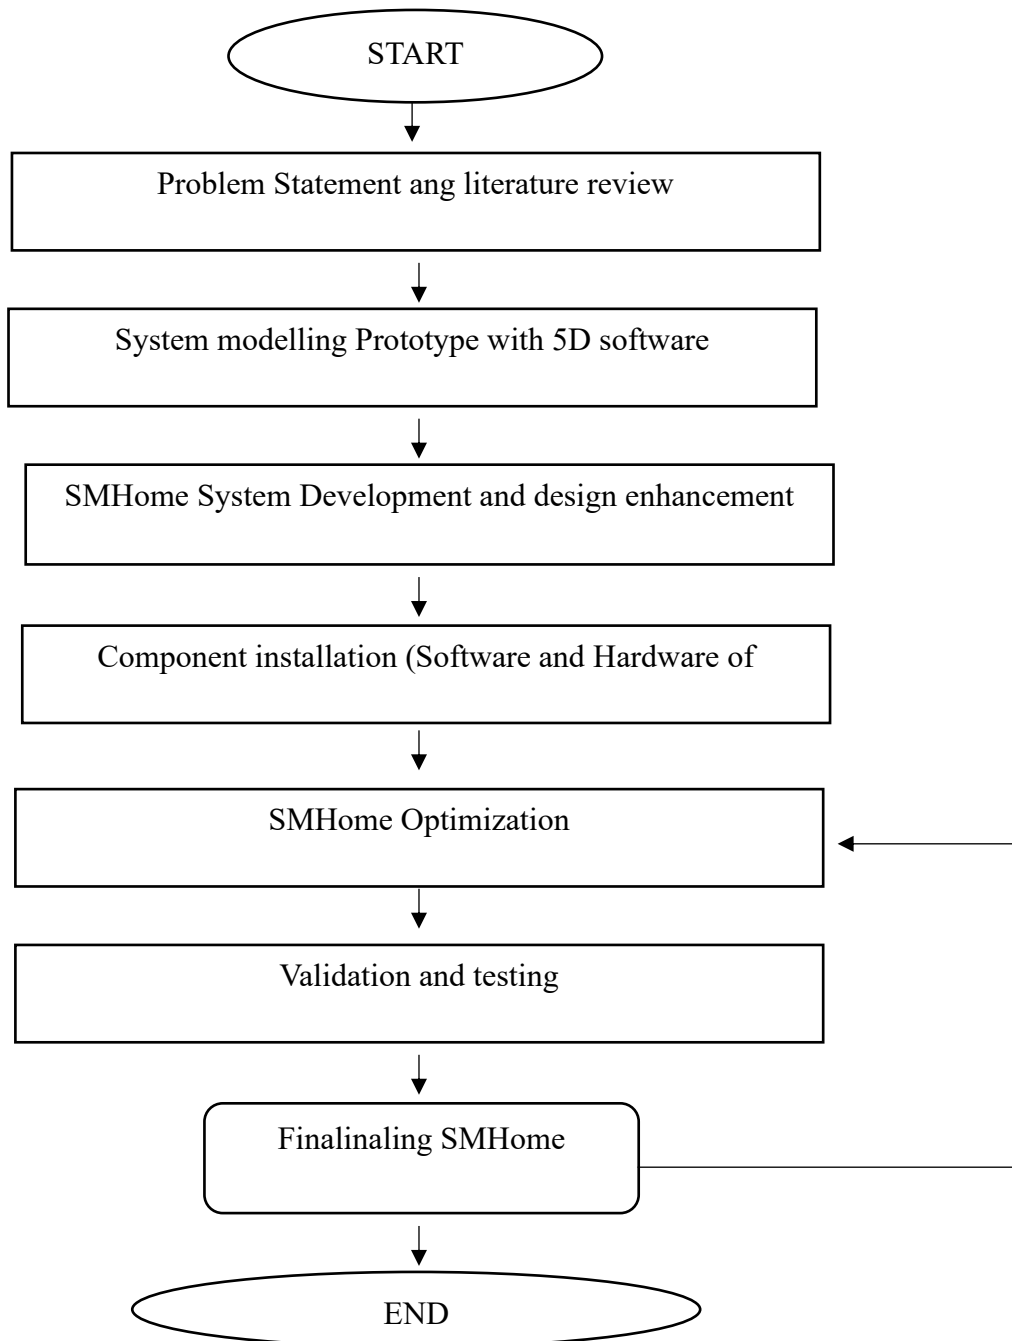 START
Problem Statement ang literature review
System modelling Prototype with 5D software
SMHome System Development and design enhancement
Component installation (Software and Hardware of
SMHome Optimization
Validation and testing
Finalinaling SMHome
END